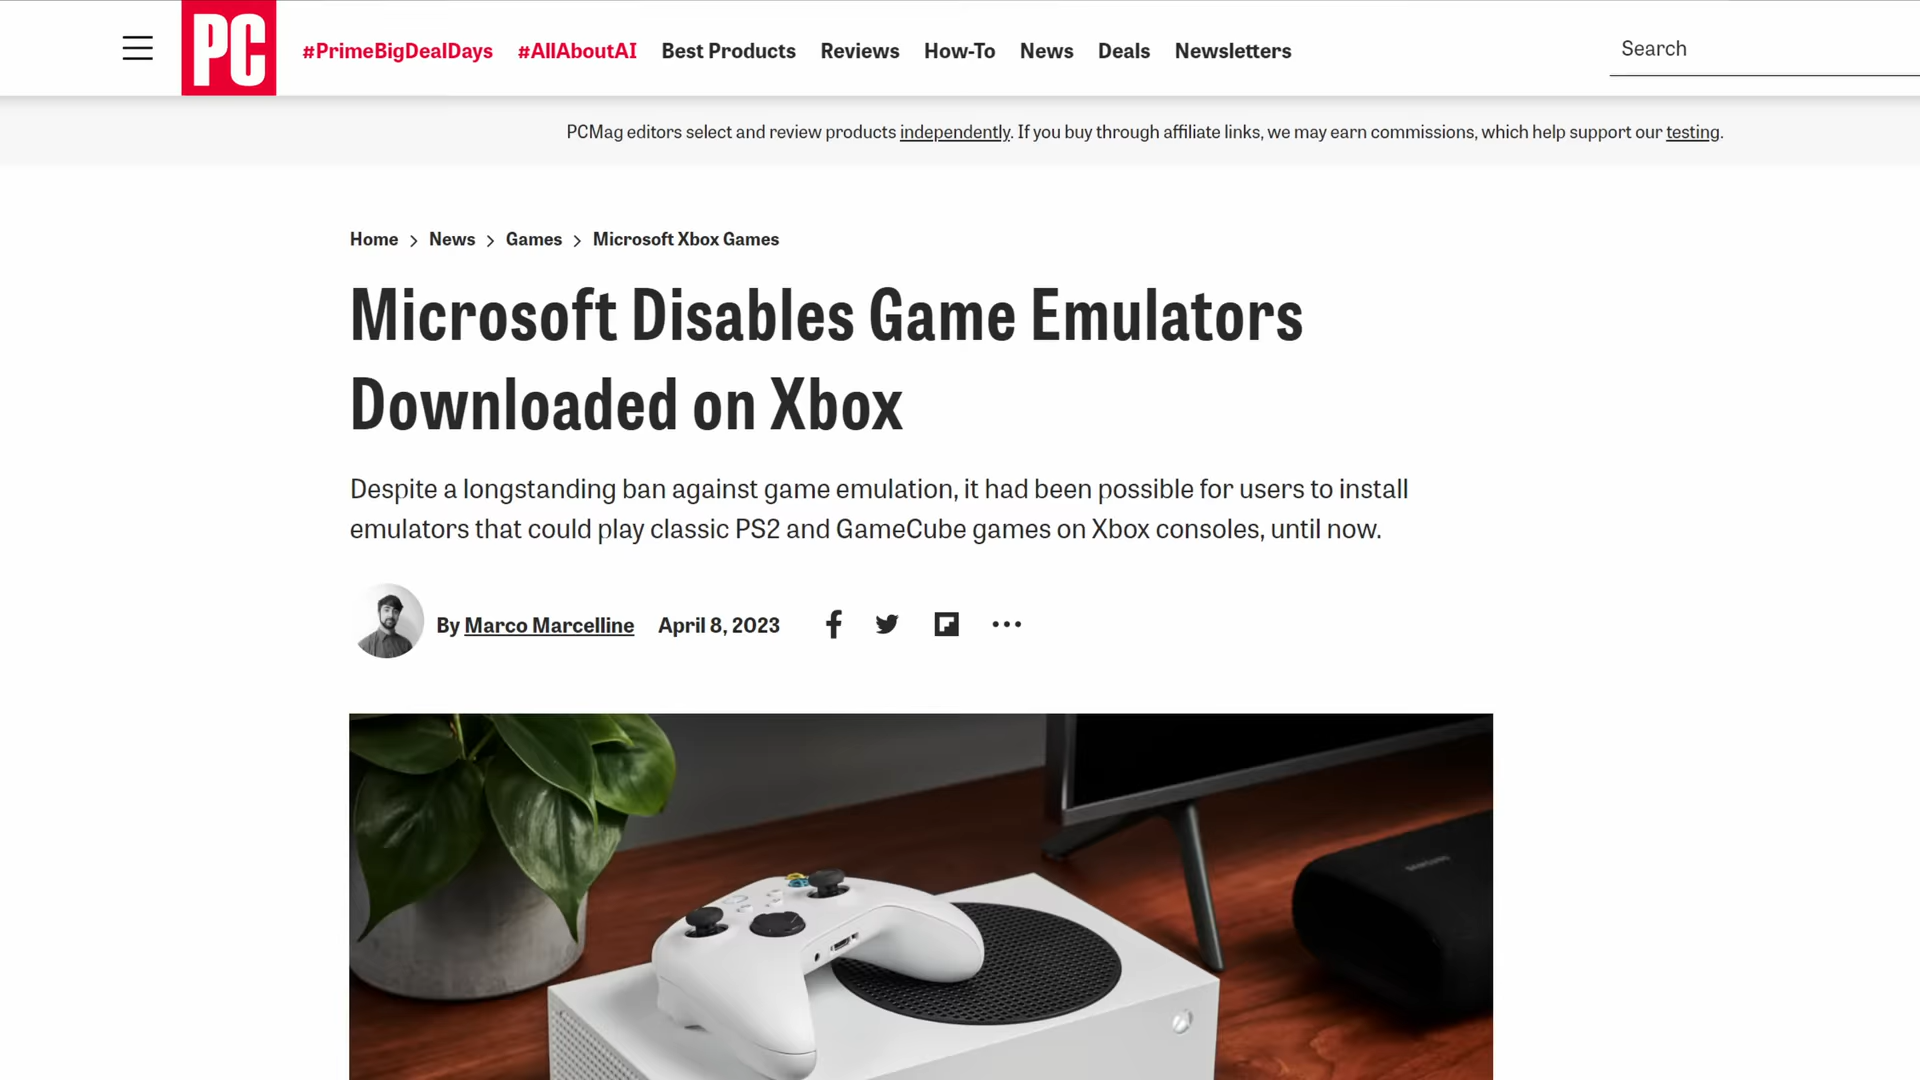 PC
#PrimeBigDealDays #AllAboutAI Best Products Reviews How-To News Deals Newsletters Search
PCMag editors select and review products independently. If you buy through affiliate links, we may earn commissions, which help support our testing.
Home > News > Games > Microsoft Xbox Games
Microsoft Disables Game Emulators
Downloaded on Xbox
Despite a longstanding ban against game emulation, it had been possible for users to install
emulators that could play classic PS2 and GameCube games on Xbox consoles, until now.
By Marco Marcelline April 8, 2023